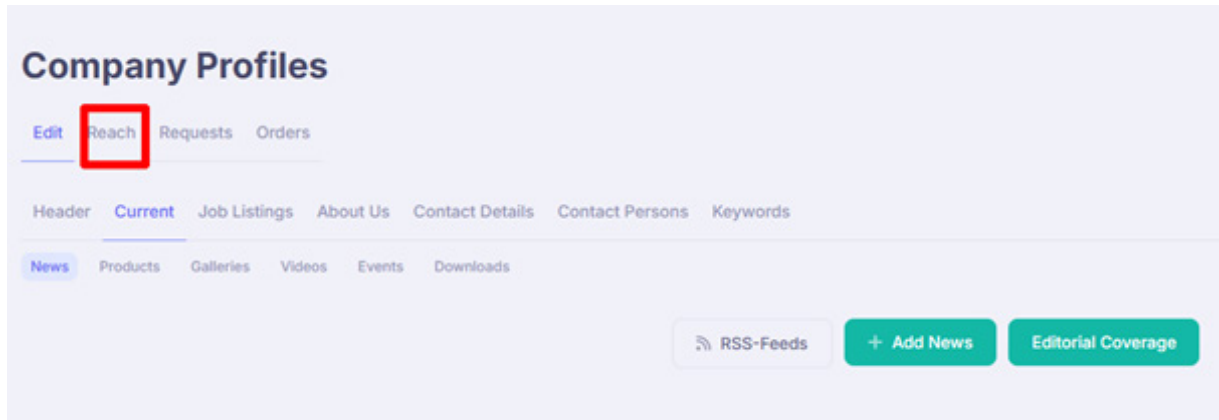 Company Profiles
Edit Reach Requests Orders
Header Current Job Listings About Us Contact Details Contact Persons Keywords
News Products Galleries Videos Events Downloads
RSS-Feeds + Add News Editorial Coverage